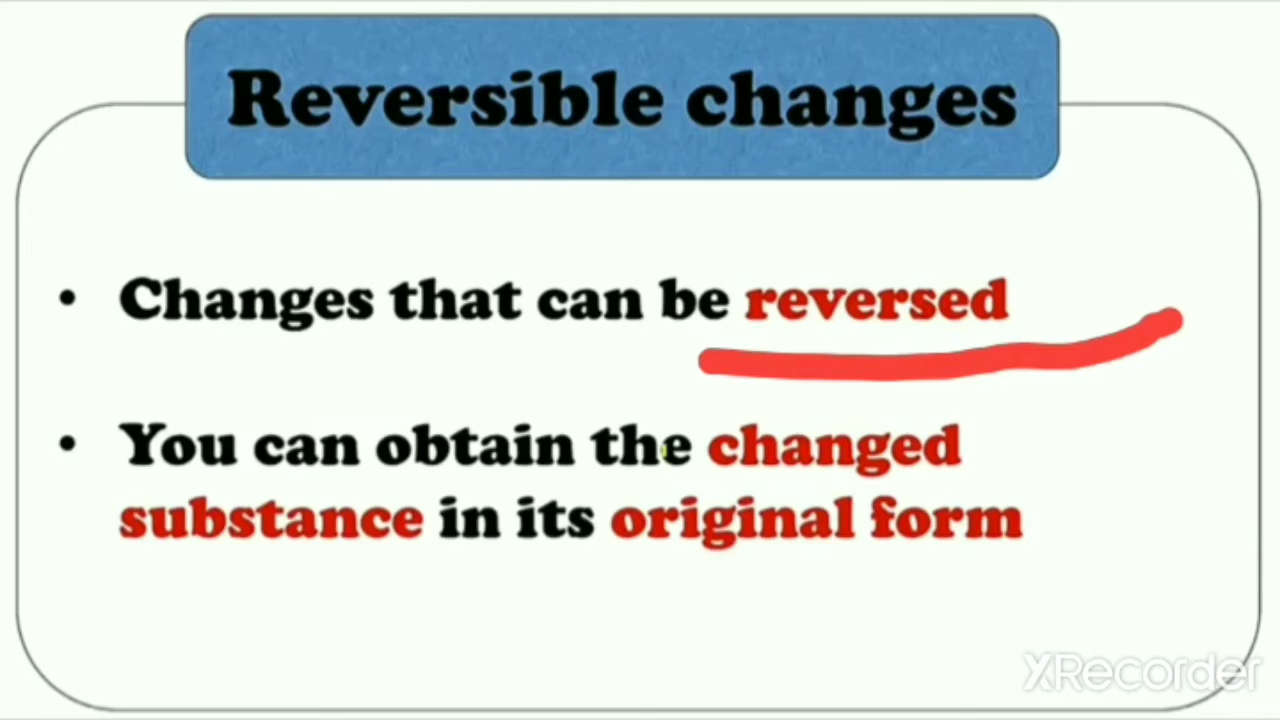 Reversible changes
• Changes that can be reversed
• You can obtain the changed
substance in its original form
XRecorder